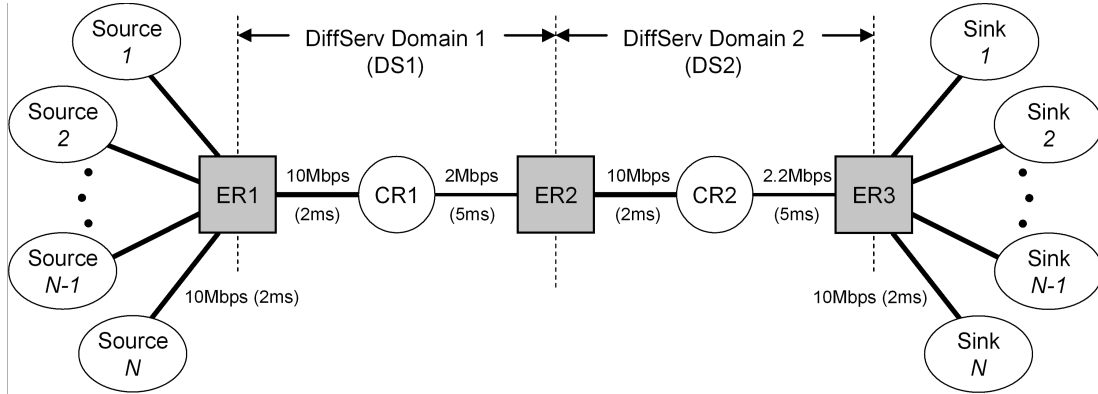 Source
1
DiffServ Domain 1
(DS1)
DiffServ Domain 2
(DS2)
Sink
1
Source
2
Sink
2
ER1
10Mbps
(2ms)
CR1
2Mbps
(5ms)
ER2
10Mbps
(2ms)
CR2
2.2Mbps
(5ms)
ER3
Source
N-1
Sink
N-1
10Mbps (2ms)
10Mbps (2ms)
Source
N
Sink
N